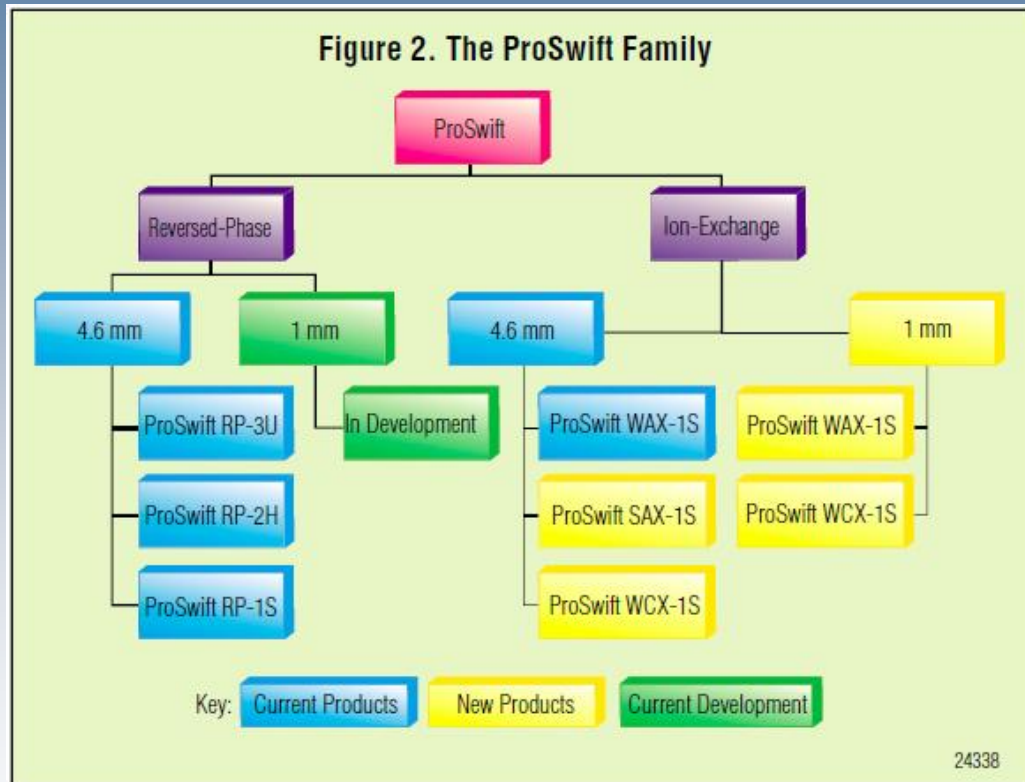 Figure 2. The ProSwift Family
ProSwift
Reversed-Phase
Ion-Exchange
4.6 mm
1 mm
4.6 mm
1 mm
ProSwift RP-3U
In Development
ProSwift WAX-1S
ProSwift WAX-1S
ProSwift RP-2H
ProSwift SAX-1S
ProSwift WCX-1S
ProSwift RP-1S
ProSwift WCX-1S
Key: Current Products New Products Current Development
24338